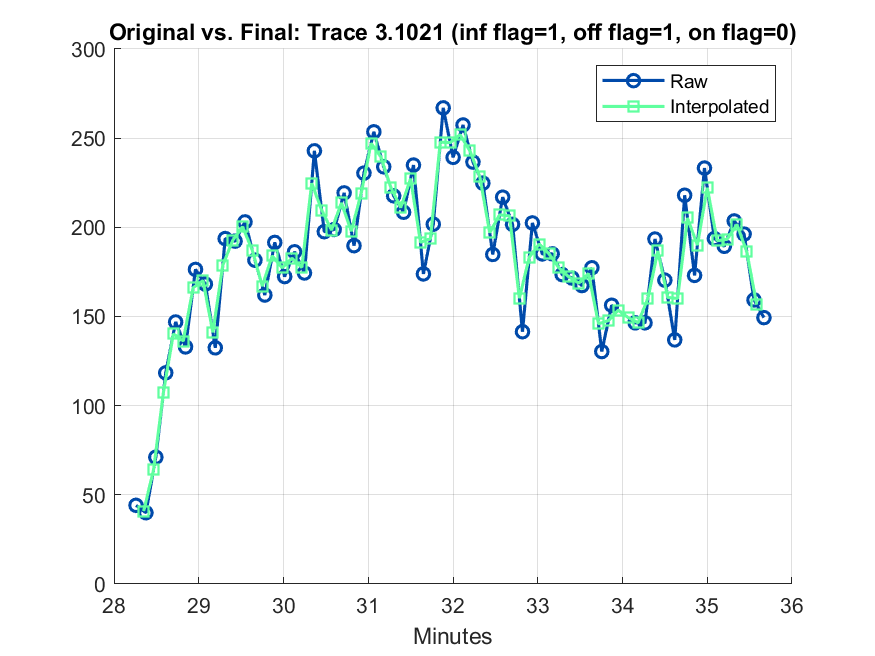 Original vs. Final: Trace 3.1021 (inf flag=1, off flag=1, on flag=0)
300
250
200
150
100
50
0
Raw
Interpolated
28 29 30 31 32 33 34 35 36
Minutes